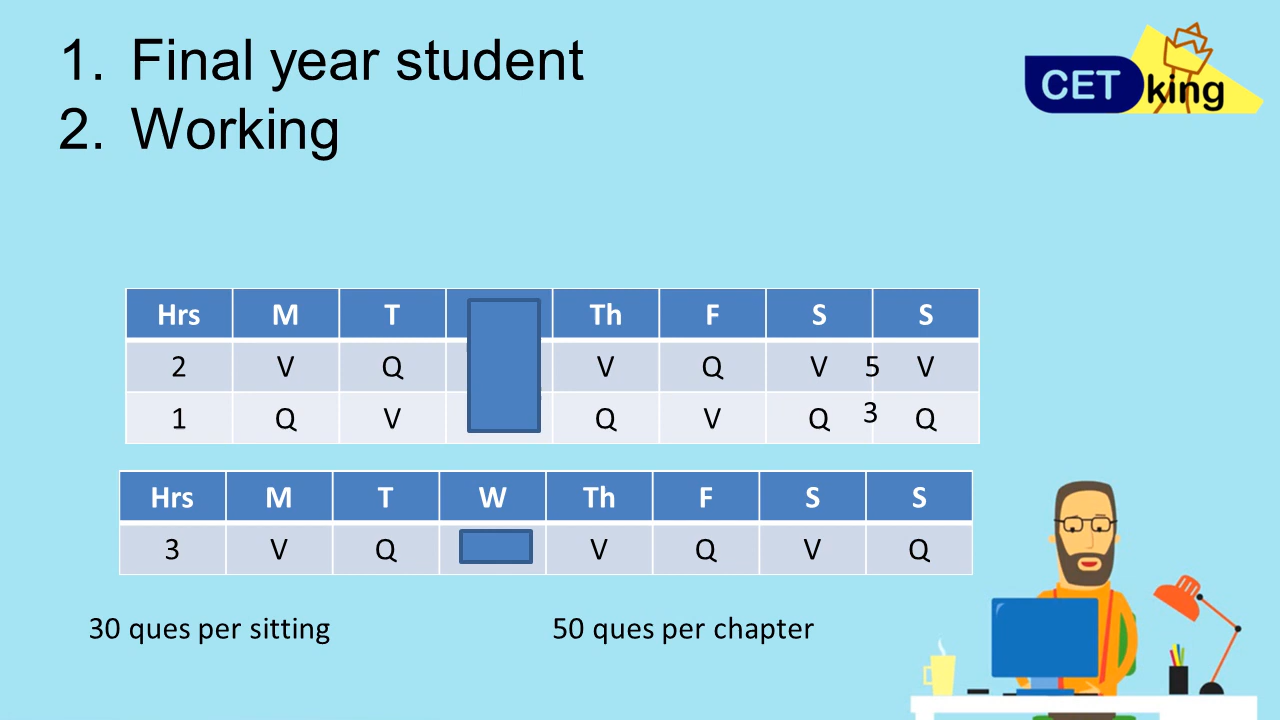 1. Final year student
2. Working
CET king
Hrs M T Th F S S
2 V Q V Q V 5 V
1 Q V Q V Q 3 Q
Hrs M T W Th F S S
3 V Q V Q V Q
30 ques per sitting
50 ques per chapter